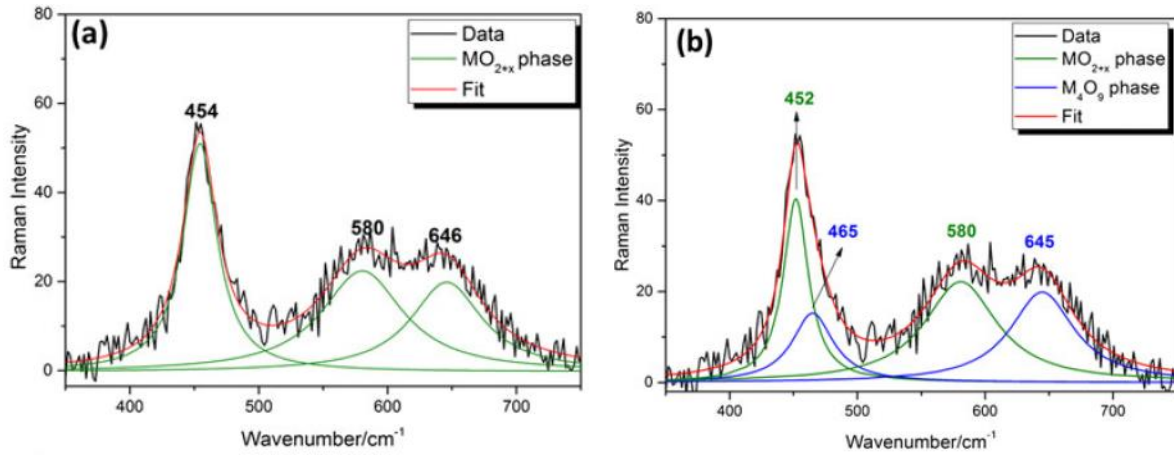 (a)
Data
MO₂₊ₓ phase
Fit
454
580
646
80
60
40
20
0
Raman Intensity
400
500
600
700
Wavenumber/cm⁻¹
(b)
Data
MO₂₊ₓ phase
M₄O₉ phase
Fit
452
465
580
645
80
60
40
20
0
Raman Intensity
400
500
600
700
Wavenumber/cm⁻¹